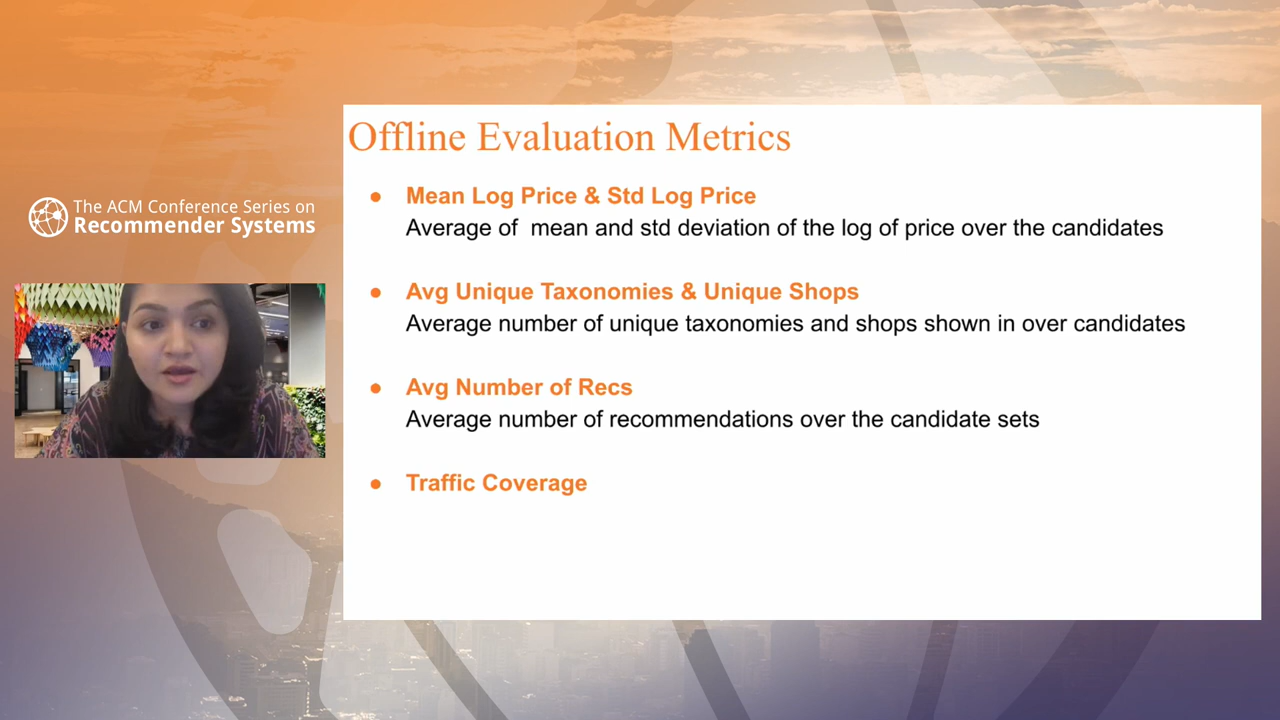 The ACM Conference Series on
Recommender Systems
Offline Evaluation Metrics
● Mean Log Price & Std Log Price
Average of mean and std deviation of the log of price over the candidates
● Avg Unique Taxonomies & Unique Shops
Average number of unique taxonomies and shops shown in over candidates
● Avg Number of Recs
Average number of recommendations over the candidate sets
● Traffic Coverage